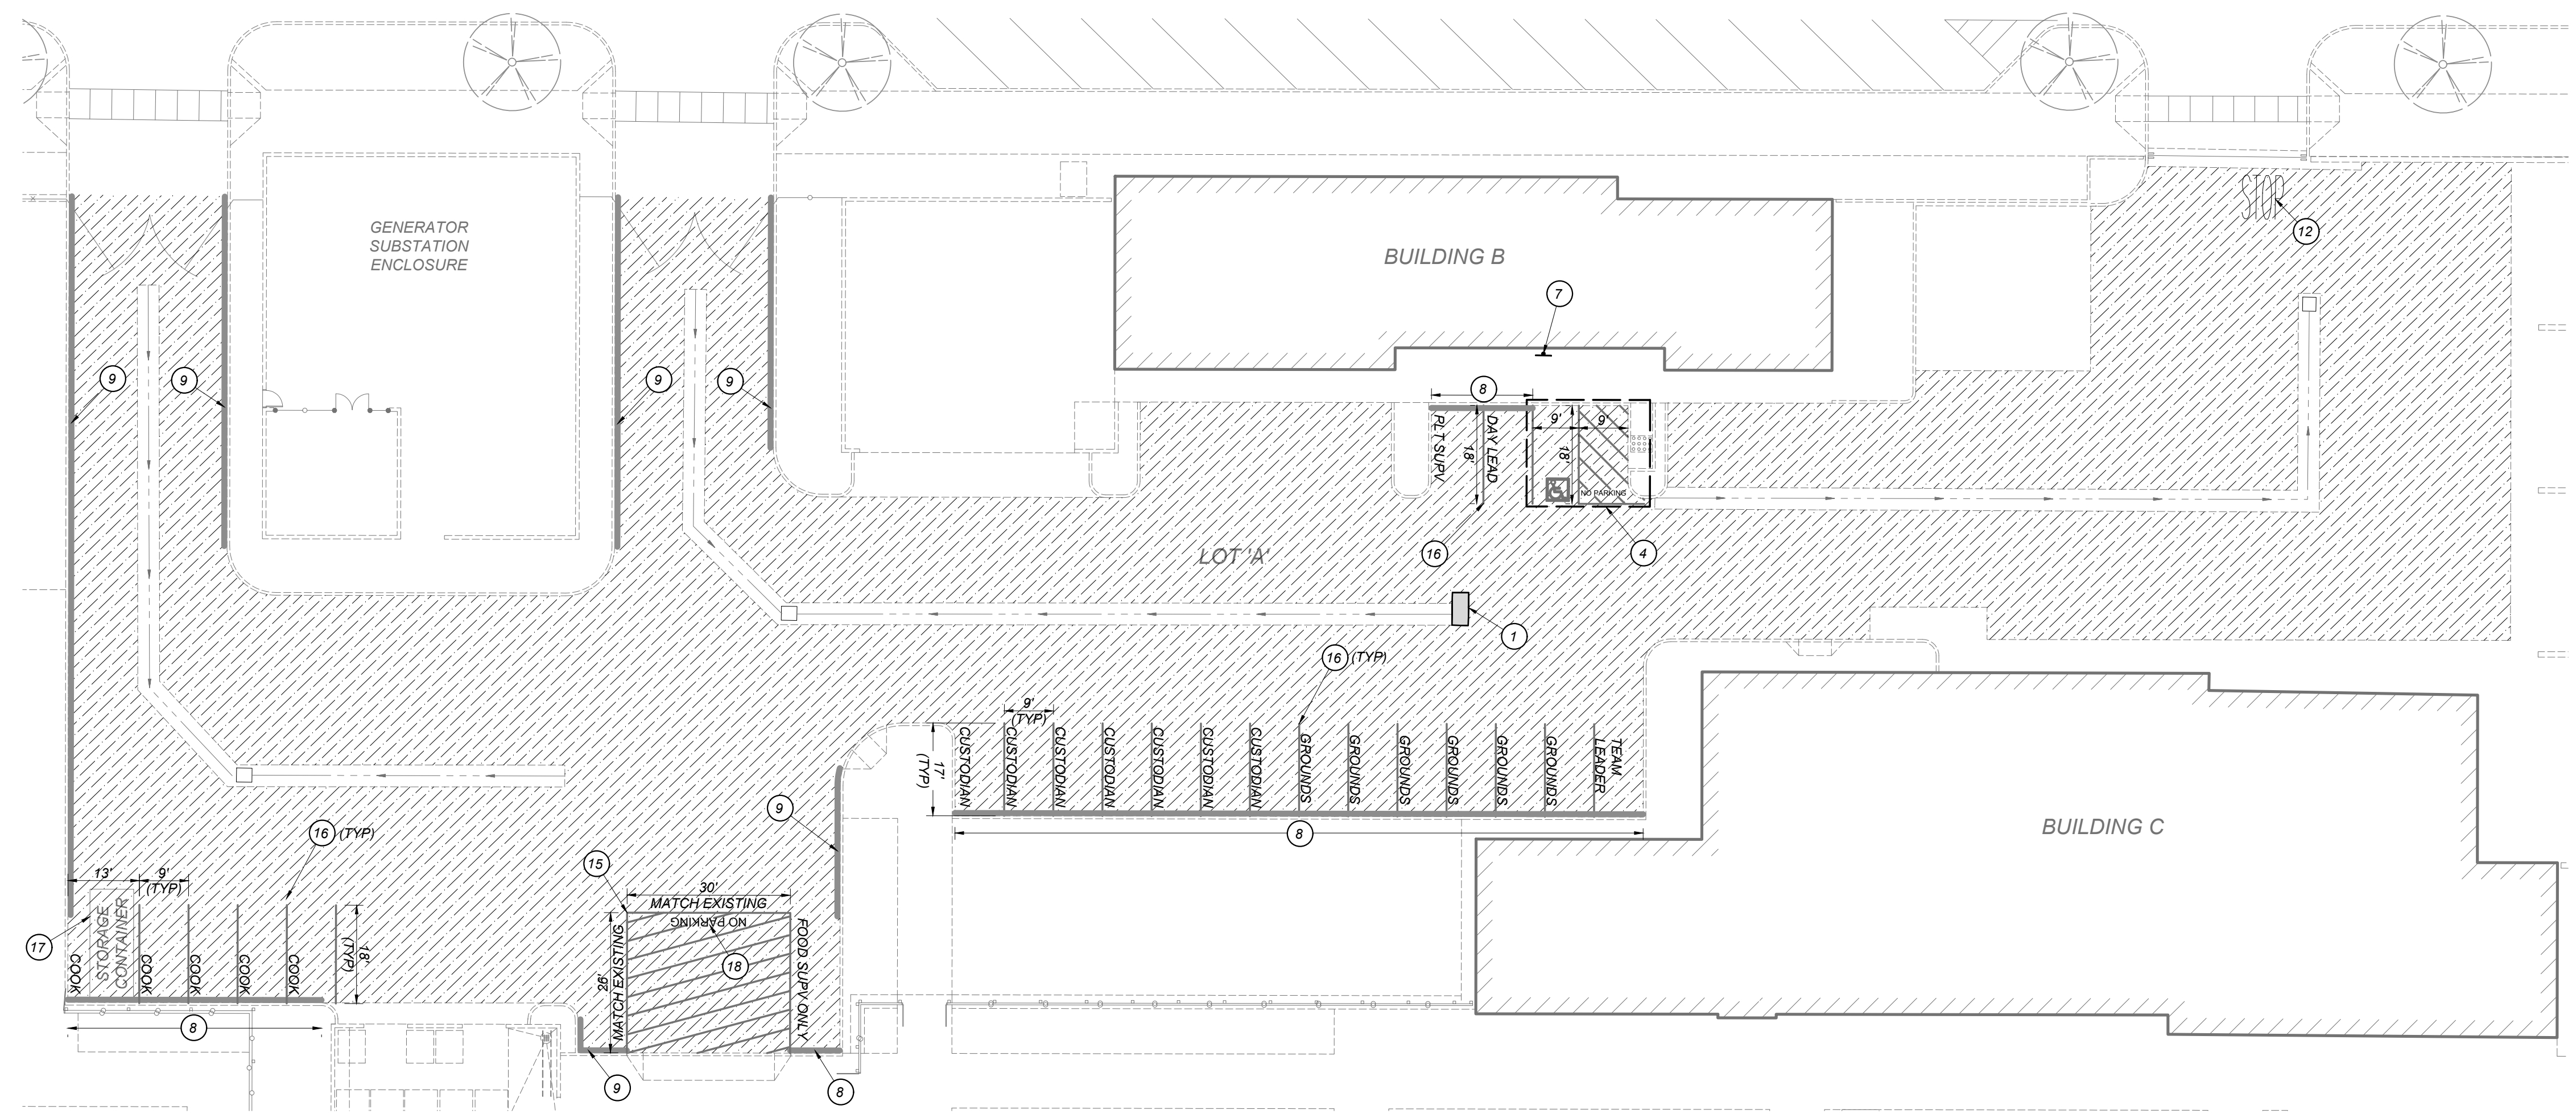 GENERATOR
SUBSTATION
ENCLOSURE
BUILDING B
STOP
12
7
9
9
9
9
8
RLT SUPV
18'
DAY LEAD
9'
9'
18'
NO PARKING
16
4
LOT 'A'
1
16 (TYP)
9'
(TYP)
17'
(TYP)
CUSTODIAN
CUSTODIAN
CUSTODIAN
CUSTODIAN
CUSTODIAN
CUSTODIAN
CUSTODIAN
GROUNDS
GROUNDS
GROUNDS
GROUNDS
GROUNDS
GROUNDS
TEAM
LEADER
8
BUILDING C
9
16 (TYP)
15
13'
9'
(TYP)
30'
MATCH EXISTING
NO PARKING
18
26'
MATCH EXISTING
FOOD SUPV ONLY
17
COOK
STORAGE
CONTAINER
COOK
COOK
COOK
COOK
18'
(TYP)
8
9
8